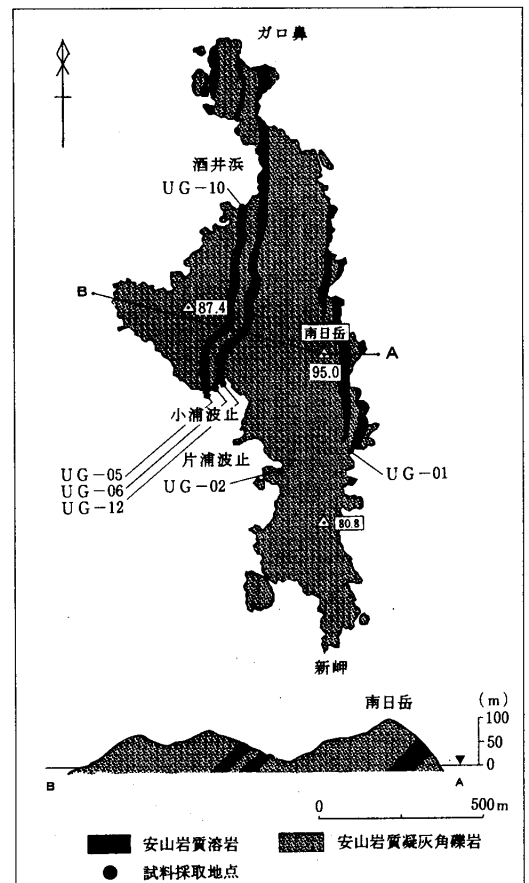 ガロ鼻
酒井浜
UG-10
B
87.4
南日岳
A
95.0
小浦波止
片浦波止
UG-05
UG-06
UG-12
UG-02
UG-01
80.8
新岬
南日岳
(m)
100
50
0
B
A
0 500m
安山岩質溶岩 安山岩質凝灰角礫岩
試料採取地点